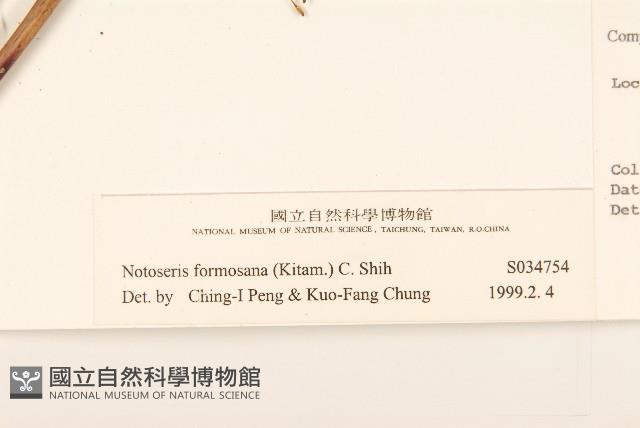 Com
Loc
Col
Dat
Det
國立自然科學博物館
NATIONAL MUSEUM OF NATURAL SCIENCE, TAICHUNG, TAIWAN, R.O.CHINA
Notoseris formosana (Kitam.) C. Shih S034754
Det. by Ching-I Peng & Kuo-Fang Chung 1999.2. 4
國立自然科學博物館
NATIONAL MUSEUM OF NATURAL SCIENCE